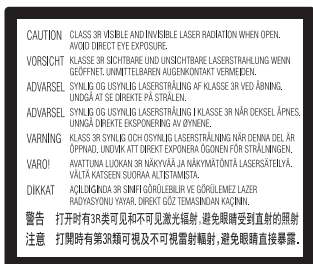 CAUTION CLASS 3R VISIBLE AND INVISIBLE LASER RADIATION WHEN OPEN.
AVOID DIRECT EYE EXPOSURE.
VORSICHT KLASSE 3R SICHTBARE UND UNSICHTBARE LASERSTRAHLUNG WENN
GEÖFFNET. UNMITTELBAREN AUGENKONTAKT VERMEIDEN.
ADVARSEL SYNLIG OG USYNLIG LASERSTRÅLING AF KLASSE 3R VED ÅBNING.
UNDGÅ AT SE DIREKTE PÅ STRÅLEN.
ADVARSEL SYNLIG OG USYNLIG LASERSTRÅLING I KLASSE 3R NÅR DEKSEL ÅPNES.
UNNGÅ DIREKTE EKSPONERING AV ØYNENE.
VARNING KLASS 3R SYNLIG OCH OSYNLIG LASERSTRÅLNING NÄR DENNA DEL ÄR
ÖPPNAD. UNDVIK ATT DIREKT EXPONERA ÖGONEN FÖR STRÅLNINGEN.
VARO! AVATTUNA LUOKAN 3R NÄKYVÄÄ JA NÄKYMÄTÖNTÄ LASERSÄTEILYÄ.
VÄLTÄ KATSEEN SUORAA ALTISTAMISTA.
DİKKAT AÇILDIĞINDA 3R SINIFI GÖRÜLEBİLİR VE GÖRÜLEMEZ LAZER
RADYASYONU YAYAR. DİREKT GÖZ TEMASINDAN KAÇININ.
警告 打开时有3R类可见和不可见激光辐射,避免眼睛受到直射的照射
注意 打開時有第3R類可視及不可視雷射輻射,避免眼睛直接暴露.